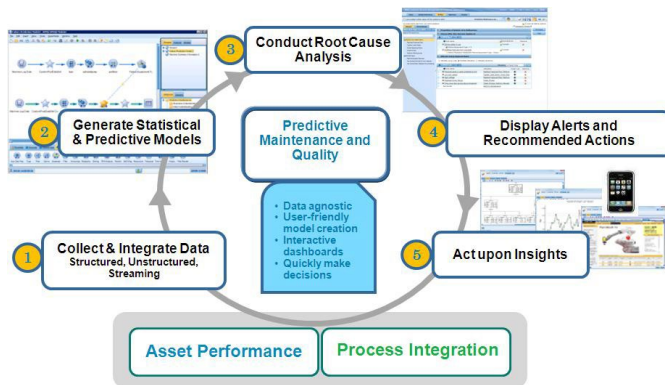 3
Conduct Root Cause
Analysis
2
Generate Statistical
& Predictive Models
Predictive
Maintenance and
Quality
4
Display Alerts and
Recommended Actions
• Data agnostic
• User-friendly
model creation
• Interactive
dashboards
• Quickly make
decisions
1
Collect & Integrate Data
Structured, Unstructured,
Streaming
5
Act upon Insights
Asset Performance
Process Integration